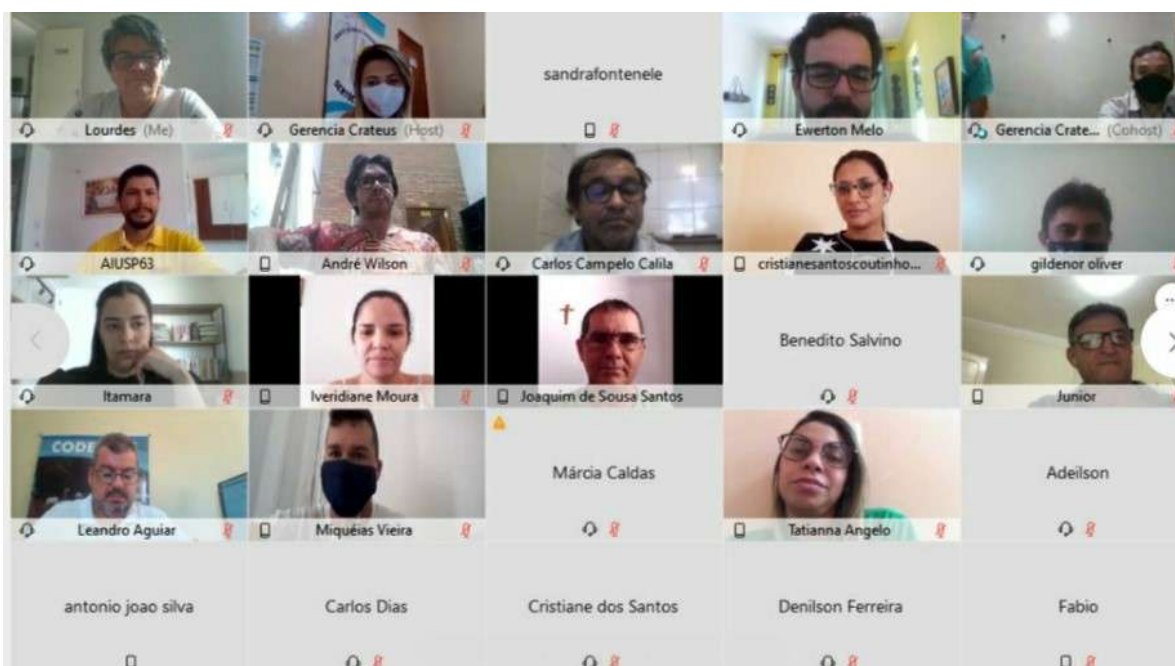 Lourdes (Me)
Gerencia Crateus (Host)
sandrafontenele
Ewerton Melo
Gerencia Crate... (Cohost)
AIUSP63
André Wilson
Carlos Campelo Calila
cristianesantoscoutinho...
gildenor oliver
Itamara
Iveridiane Moura
Joaquim de Sousa Santos
Benedito Salvino
Junior
CODE
Leandro Aguiar
Miquéias Vieira
Márcia Caldas
Tatianna Angelo
Adeilson
antonio joao silva
Carlos Dias
Cristiane dos Santos
Denilson Ferreira
Fabio